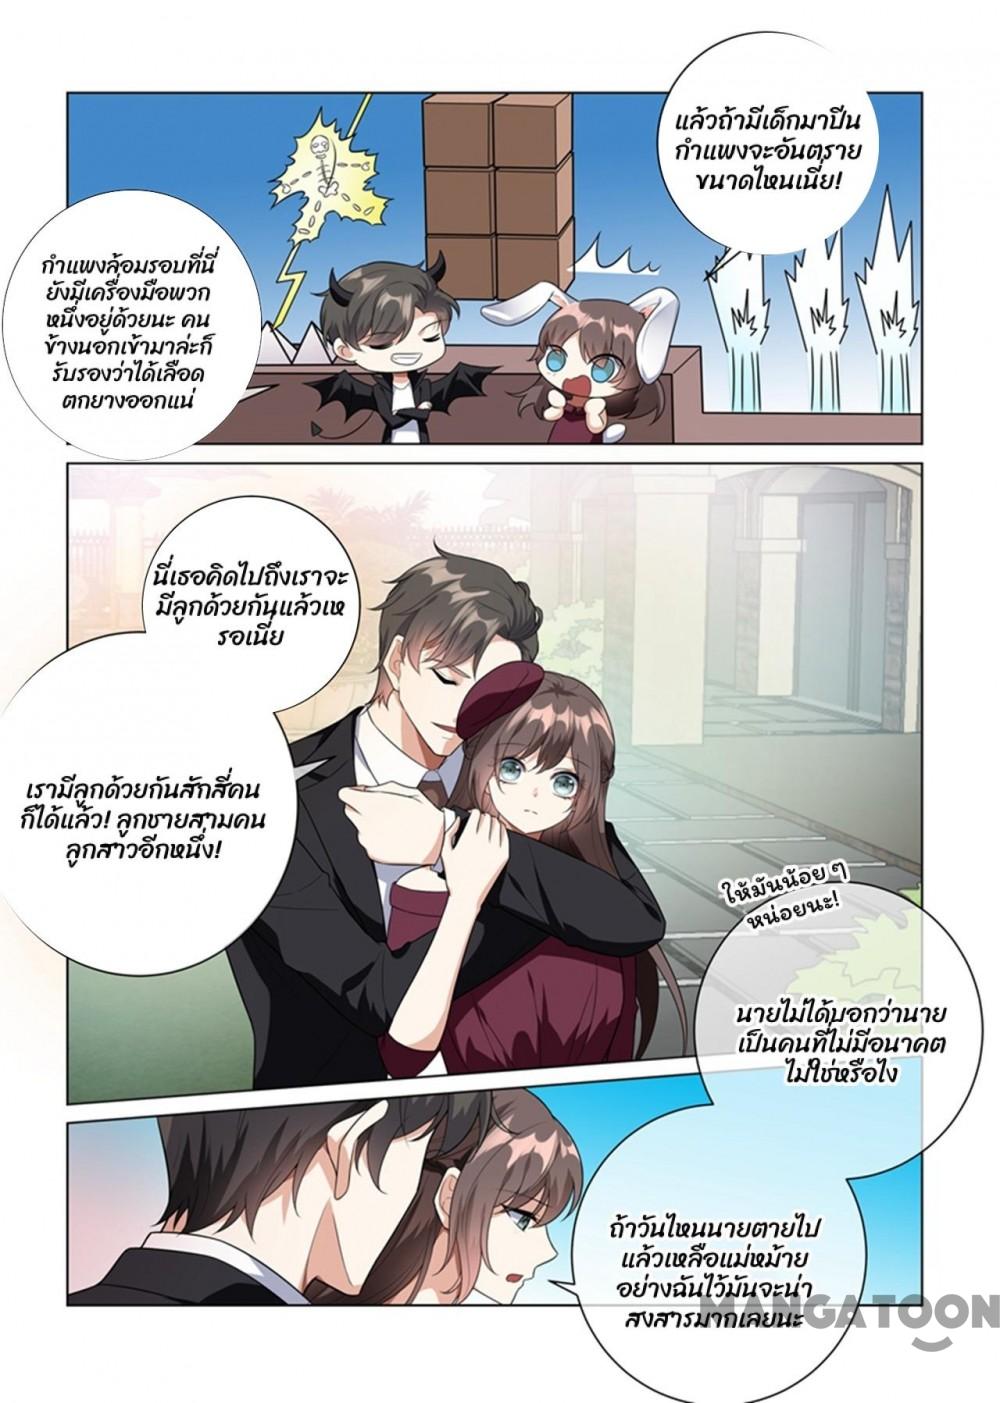 แล้วถ้ามีเด็กมาปีน
กำแพงจะอันตราย
ขนาดไหนเนี่ย!
กำแพงล้อมรอบที่นี่
ยังมีเครื่องมือพวก
หนึ่งอยู่ด้วยนะ คน
ข้างนอกเข้ามาล่ะก็
รับรองว่าได้เลือด
ตกยางออกแน่
นี่เธอคิดไปถึงเราจะ
มีลูกด้วยกันแล้วเห
รอเนี่ย
เรามีลูกด้วยกันสักสี่คน
ก็ได้แล้ว! ลูกชายสามคน
ลูกสาวอีกหนึ่ง!
ให้มันน้อย ๆ
หน่อยนะ!
นายไม่ได้บอกว่านาย
เป็นคนที่ไม่มีอนาคต
ไม่ใช่หรือไง
ถ้าวันไหนนายตายไป
แล้วเหลือแม่หม้าย
อย่างฉันไว้มันจะน่า
สงสารมากเลยนะ
MANGATOON